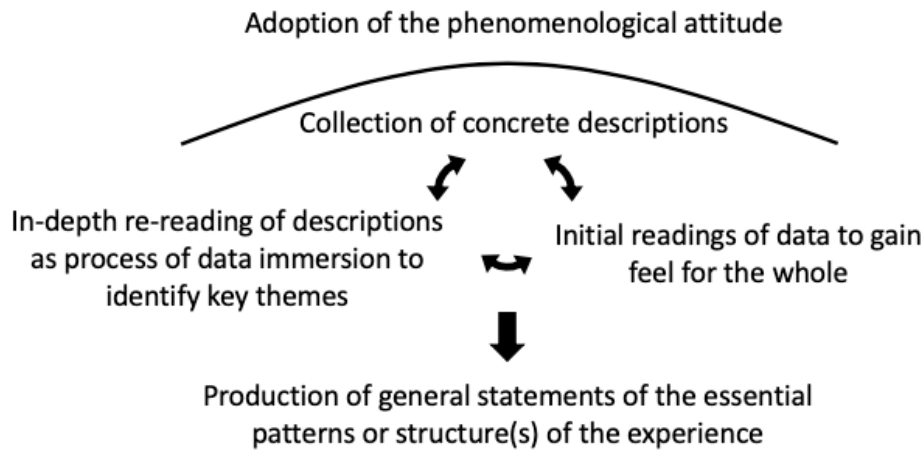 Adoption of the phenomenological attitude
Collection of concrete descriptions
In-depth re-reading of descriptions
as process of data immersion to
identify key themes
Initial readings of data to gain
feel for the whole
Production of general statements of the essential
patterns or structure(s) of the experience